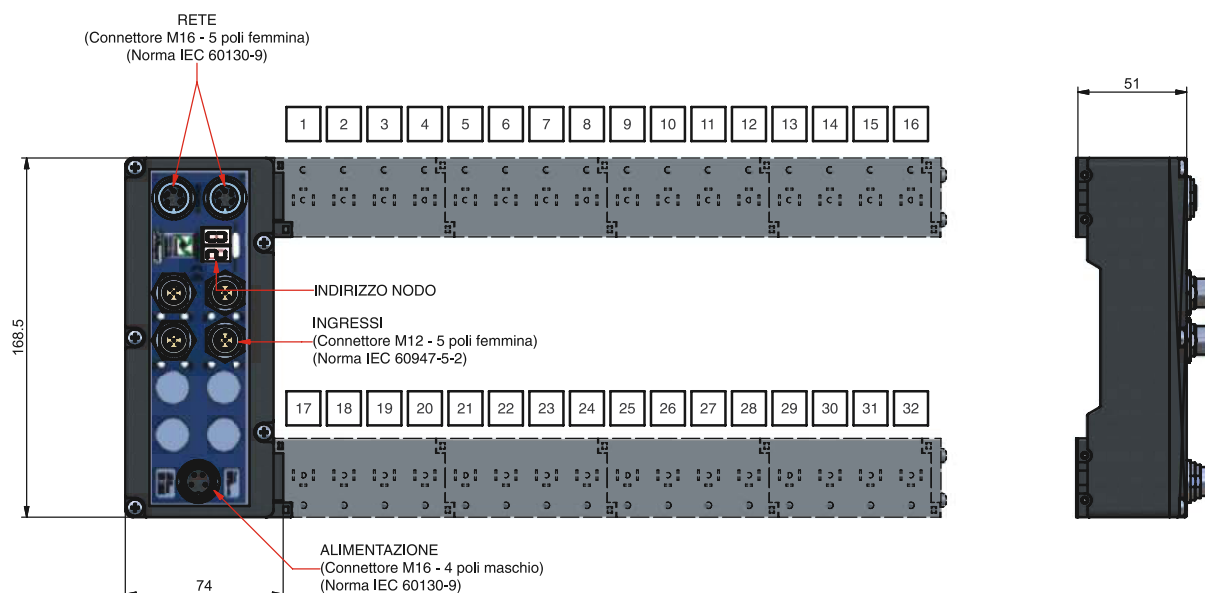 RETE
(Connettore M16 - 5 poli femmina)
(Norma IEC 60130-9)
51
1 2 3 4 5 6 7 8 9 10 11 12 13 14 15 16
168.5
INDIRIZZO NODO
INGRESSI
(Connettore M12 - 5 poli femmina)
(Norma IEC 60947-5-2)
17 18 19 20 21 22 23 24 25 26 27 28 29 30 31 32
ALIMENTAZIONE
(Connettore M16 - 4 poli maschio)
(Norma IEC 60130-9)
74